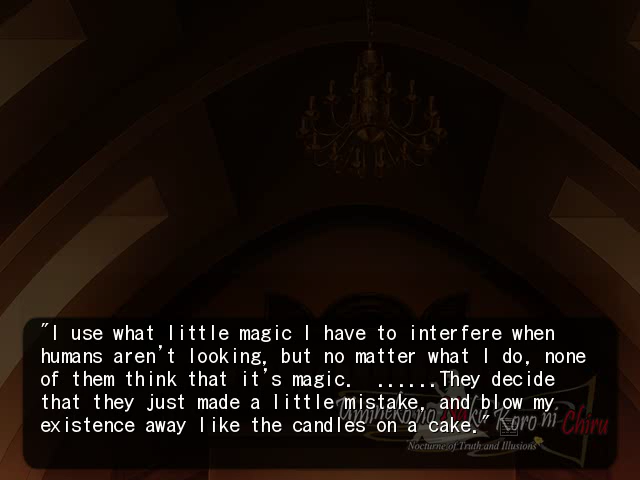 "I use what little magic I have to interfere when
humans aren't looking, but no matter what I do, none
of them think that it's magic.  ......They decide
that they just made a little mistake, and blow my
existence away like the candles on a cake."
Umineko no Naku Koro ni Chiru
Nocturne of Truth and Illusions